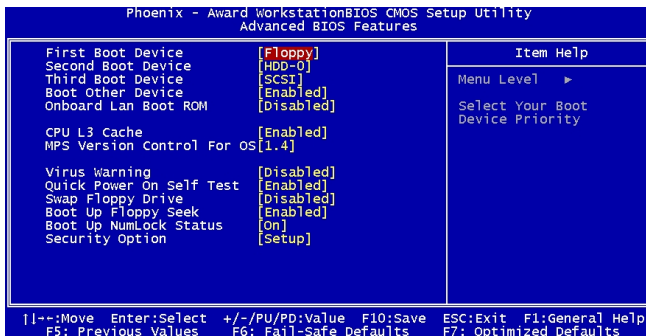 Phoenix - Award WorkstationBIOS CMOS Setup Utility
Advanced BIOS Features
First Boot Device [Floppy]
Second Boot Device [HDD-0]
Third Boot Device [SCSI]
Boot Other Device [Enabled]
Onboard Lan Boot ROM [Disabled]
CPU L3 Cache [Enabled]
MPS Version Control For OS[1.4]
Virus Warning [Disabled]
Quick Power On Self Test [Enabled]
Swap Floppy Drive [Disabled]
Boot Up Floppy Seek [Enabled]
Boot Up NumLock Status [On]
Security Option [Setup]
Item Help
Menu Level ►
Select Your Boot
Device Priority
↑↓→←:Move Enter:Select +/-/PU/PD:Value F10:Save ESC:Exit F1:General Help
F5: Previous Values F6: Fail-Safe Defaults F7: Optimized Defaults